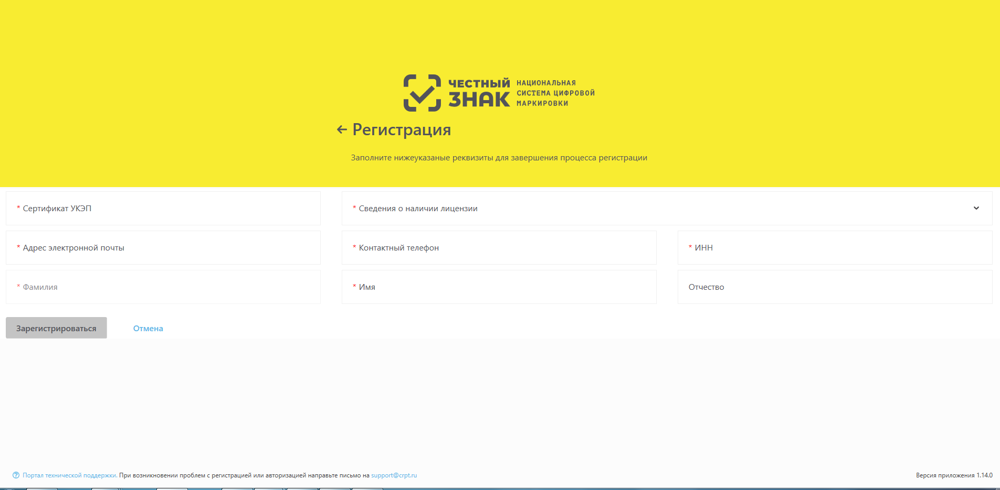 ЧЕСТНЫЙ
ЗНАК
НАЦИОНАЛЬНАЯ
СИСТЕМА ЦИФРОВОЙ
МАРКИРОВКИ
Регистрация
Заполните нижеуказаные реквизиты для завершения процесса регистрации
* Сертификат УКЭП
* Сведения о наличии лицензии
* Адрес электронной почты
* Контактный телефон
* ИНН
* Фамилия
* Имя
Отчество
Зарегистрироваться
Отмена
Портал технической поддержки. При возникновении проблем с регистрацией или авторизацией направьте письмо на support@crpt.ru
Версия приложения 1.14.0